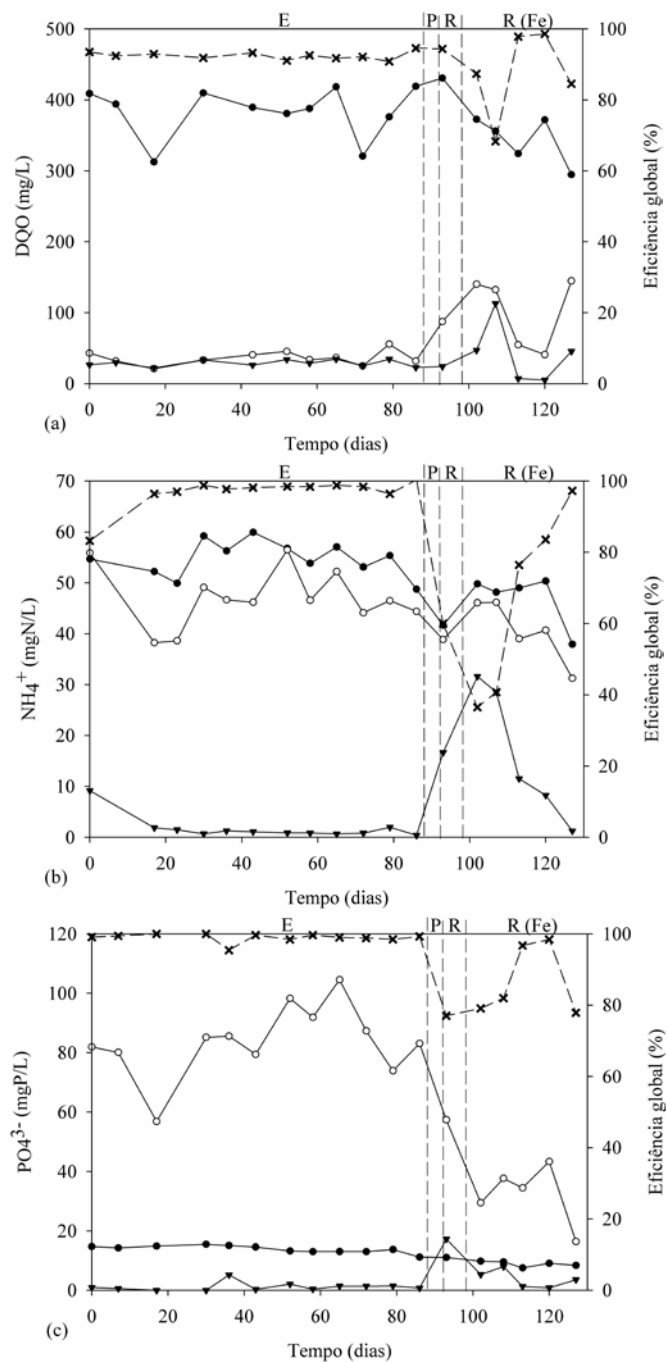 E P R R (Fe)
500 100
400 80
300 60
200 40
100 20
0 0
DQO (mg/L)
Eficiência global (%)
0 20 40 60 80 100 120
(a)
Tempo (dias)
E P R R (Fe)
70 100
60 80
50
40 60
30 40
20
10 20
0 0
NH4+ (mgN/L)
Eficiência global (%)
0 20 40 60 80 100 120
(b)
Tempo (dias)
E P R R (Fe)
120 100
100 80
80
60 60
40 40
20 20
0 0
PO43- (mgP/L)
Eficiência global (%)
0 20 40 60 80 100 120
(c)
Tempo (dias)